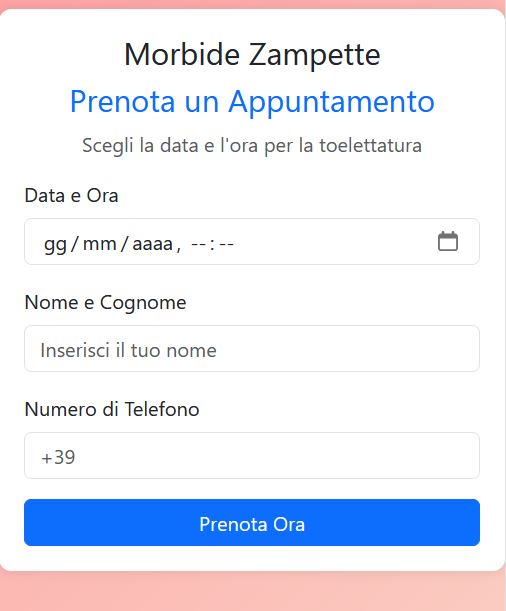 Morbide Zampette
Prenota un Appuntamento
Scegli la data e l'ora per la toelettatura
Data e Ora
gg/mm/aaaa, --:--
Nome e Cognome
Inserisci il tuo nome
Numero di Telefono
+39
Prenota Ora